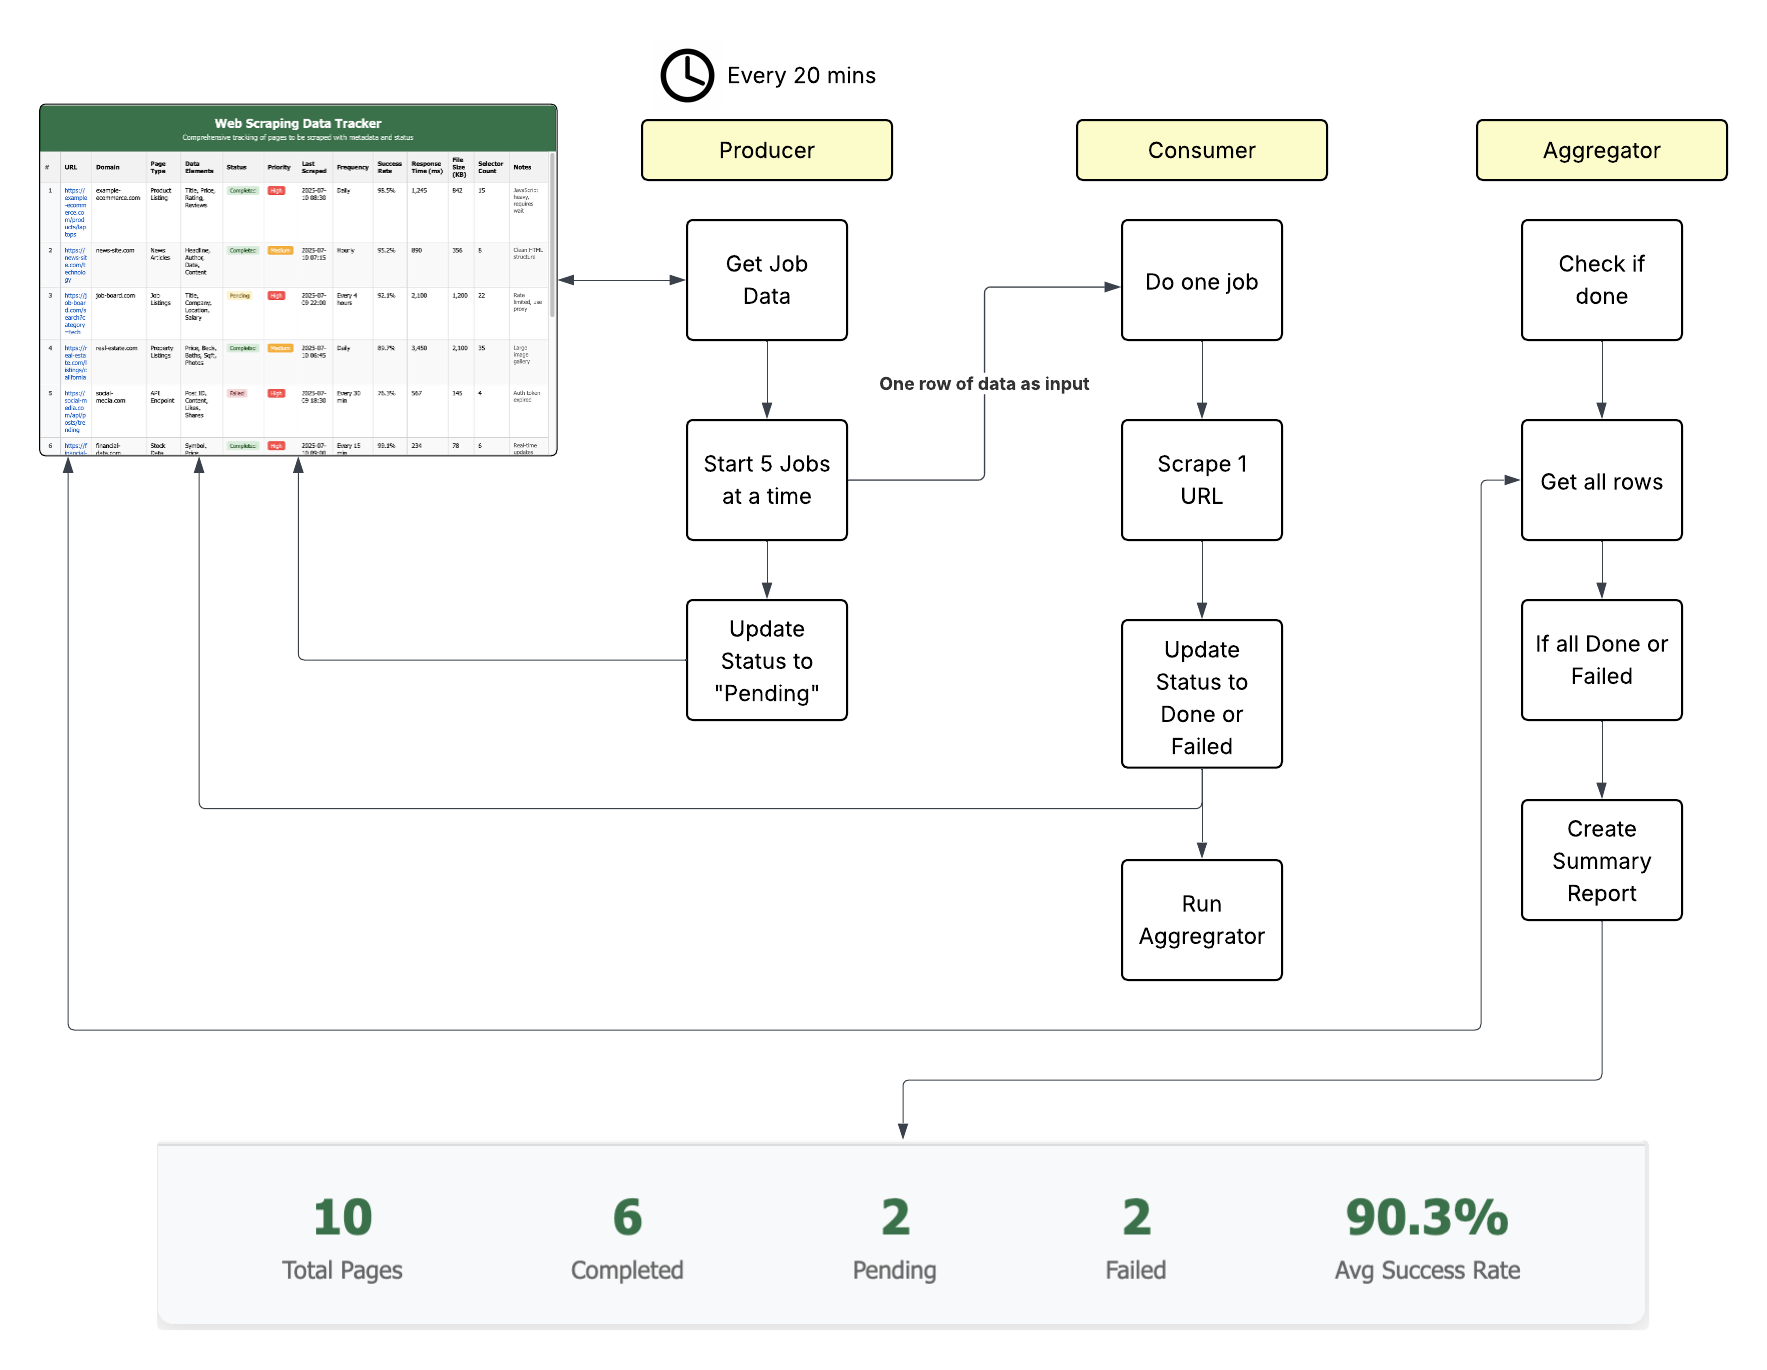 Every 20 mins
Web Scraping Data Tracker
Comprehensive tracking of pages to be scraped with metadata and status
# URL Domain Page Type Data Elements Status Priority Last Scraped Frequency Success Rate Response Time (ms) File Size (KB) Selector Count Notes
1 https://example-ecommerce.com/products/laptops example-ecommerce.com Product Listing Title, Price, Rating, Reviews Completed High 2025-07-10 08:30 Daily 98.5% 1,245 842 15 JavaScript heavy, requires wait
2 https://news-site.com/technology news-site.com News Articles Headline, Author, Date, Content Completed Medium 2025-07-10 07:15 Hourly 95.2% 890 356 8 Clean HTML structure
3 https://job-board.com/search?category=tech job-board.com Job Listings Title, Company, Location, Salary Pending High 2025-07-09 22:00 Every 4 hours 92.1% 2,100 1,200 22 Rate limited, use proxy
4 https://real-estate.com/listings/california real-estate.com Property Listings Price, Beds, Baths, Sqft, Photos Completed Medium 2025-07-10 06:45 Daily 89.7% 3,450 2,100 35 Large image gallery
5 https://social-media.com/api/posts/trending social-media.com API Endpoint Post ID, Content, Likes, Shares Failed High 2025-07-09 18:30 Every 30 min 76.3% 567 145 4 Auth token expired
6 financial-data.com Stock Data Symbol, Price, Completed High 2025-07-10 09:00 Every 15 min 99.1% 234 78 6 Real-time updates
Producer
Get Job
Data
Start 5 Jobs
at a time
Update
Status to
"Pending"
One row of data as input
Consumer
Do one job
Scrape 1
URL
Update
Status to
Done or
Failed
Run
Aggregrator
Aggregator
Check if
done
Get all rows
If all Done or
Failed
Create
Summary
Report
10 6 2 2 90.3%
Total Pages Completed Pending Failed Avg Success Rate